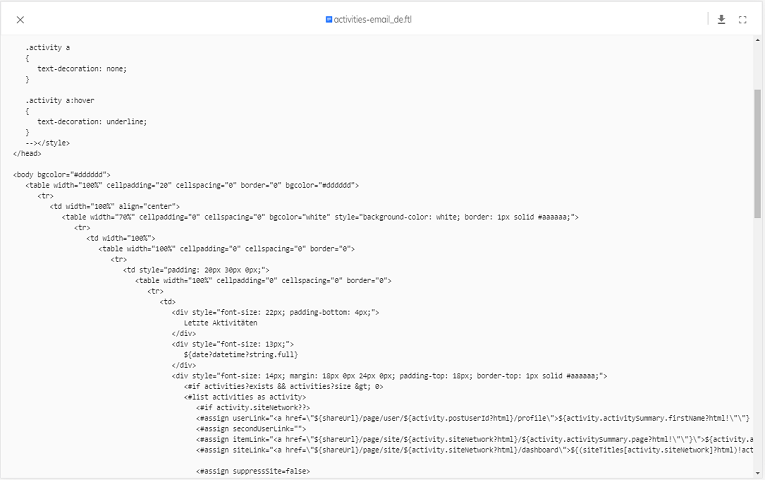 activities-email_de.ftl
.activity a
{
text-decoration: none;
}
.activity a:hover
{
text-decoration: underline;
}
--></style>
</head>
<body bgcolor="#dddddd">
<table width="100%" cellpadding="20" cellspacing="0" border="0" bgcolor="#dddddd">
<tr>
<td width="100%" align="center">
<table width="70%" cellpadding="0" cellspacing="0" bgcolor="white" style="background-color: white; border: 1px solid #aaaaaa;">
<tr>
<td width="100%">
<table width="100%" cellpadding="0" cellspacing="0" border="0">
<tr>
<td style="padding: 20px 30px 0px;">
<table width="100%" cellpadding="0" cellspacing="0" border="0">
<tr>
<td>
<div style="font-size: 22px; padding-bottom: 4px;">
Letzte Aktivitäten
</div>
<div style="font-size: 13px;">
${date?datetime?string.full}
</div>
<div style="font-size: 14px; margin: 18px 0px 24px 0px; padding-top: 18px; border-top: 1px solid #aaaaaa;">
<#if activities?exists && activities?size &gt; 0>
<#list activities as activity>
<#if activity.siteNetwork??>
<#assign userLink="<a href=\"${shareUrl}/page/user/${activity.postUserId?html}/profile\">${activity.activitySummary.firstName?html!\"\"}
<#assign secondUserLink="">
<#assign itemLink="<a href=\"${shareUrl}/page/site/${activity.siteNetwork?html}/${activity.activitySummary.page?html!\"\"}\">${activity.a
<#assign siteLink="<a href=\"${shareUrl}/page/site/${activity.siteNetwork?html}/dashboard\">${(siteTitles[activity.siteNetwork]?html)!act
<#assign suppressSite=false>